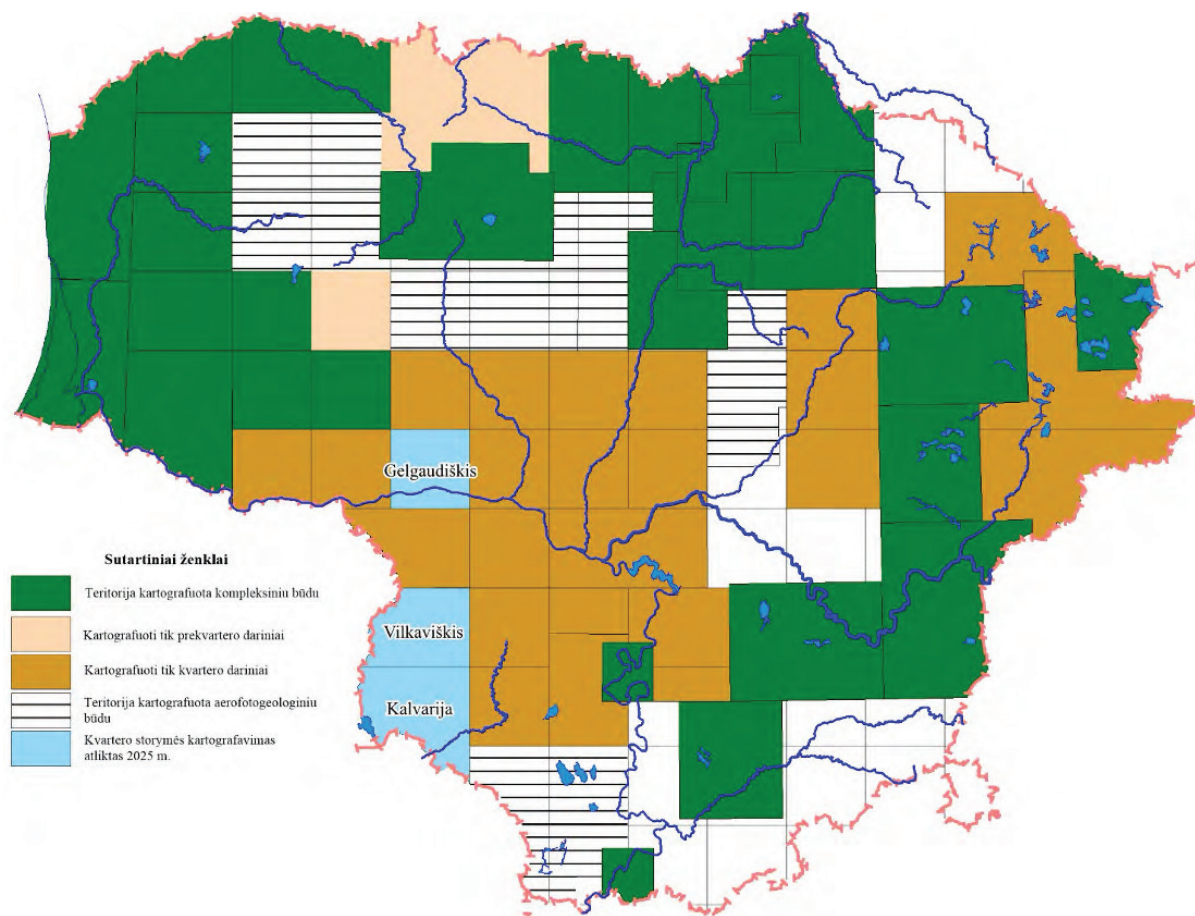 Gelgaudiškis
Vilkaviškis
Kalvarija
Sutartiniai ženklai
Teritorija kartografuota kompleksiniu būdu
Kartografuoti tik prekvartero dariniai
Kartografuoti tik kvartero dariniai
Teritorija kartografuota aerofotogeologiniu
būdu
Kvartero storymės kartografavimas
atliktas 2025 m.